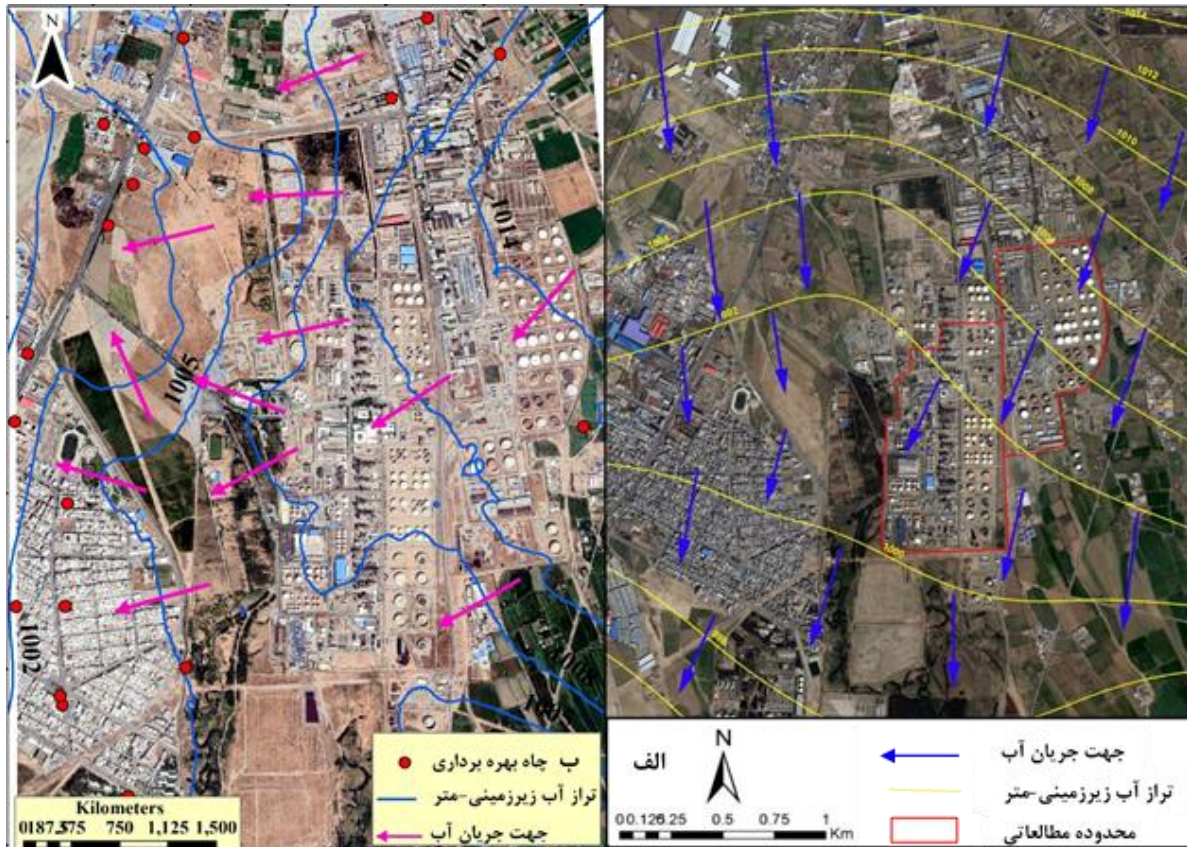 N
1014
1005
1002
ب چاه بهره برداری
تراز آب زیرزمینی-متر
جهت جریان آب
Kilometers
750 1,125 1,500
1014
1012
1010
1008
1004
1002
1000
الف
N
جهت جریان آب
تراز آب زیرزمینی-متر
محدوده مطالعاتی
0.5 0.75 1
Km